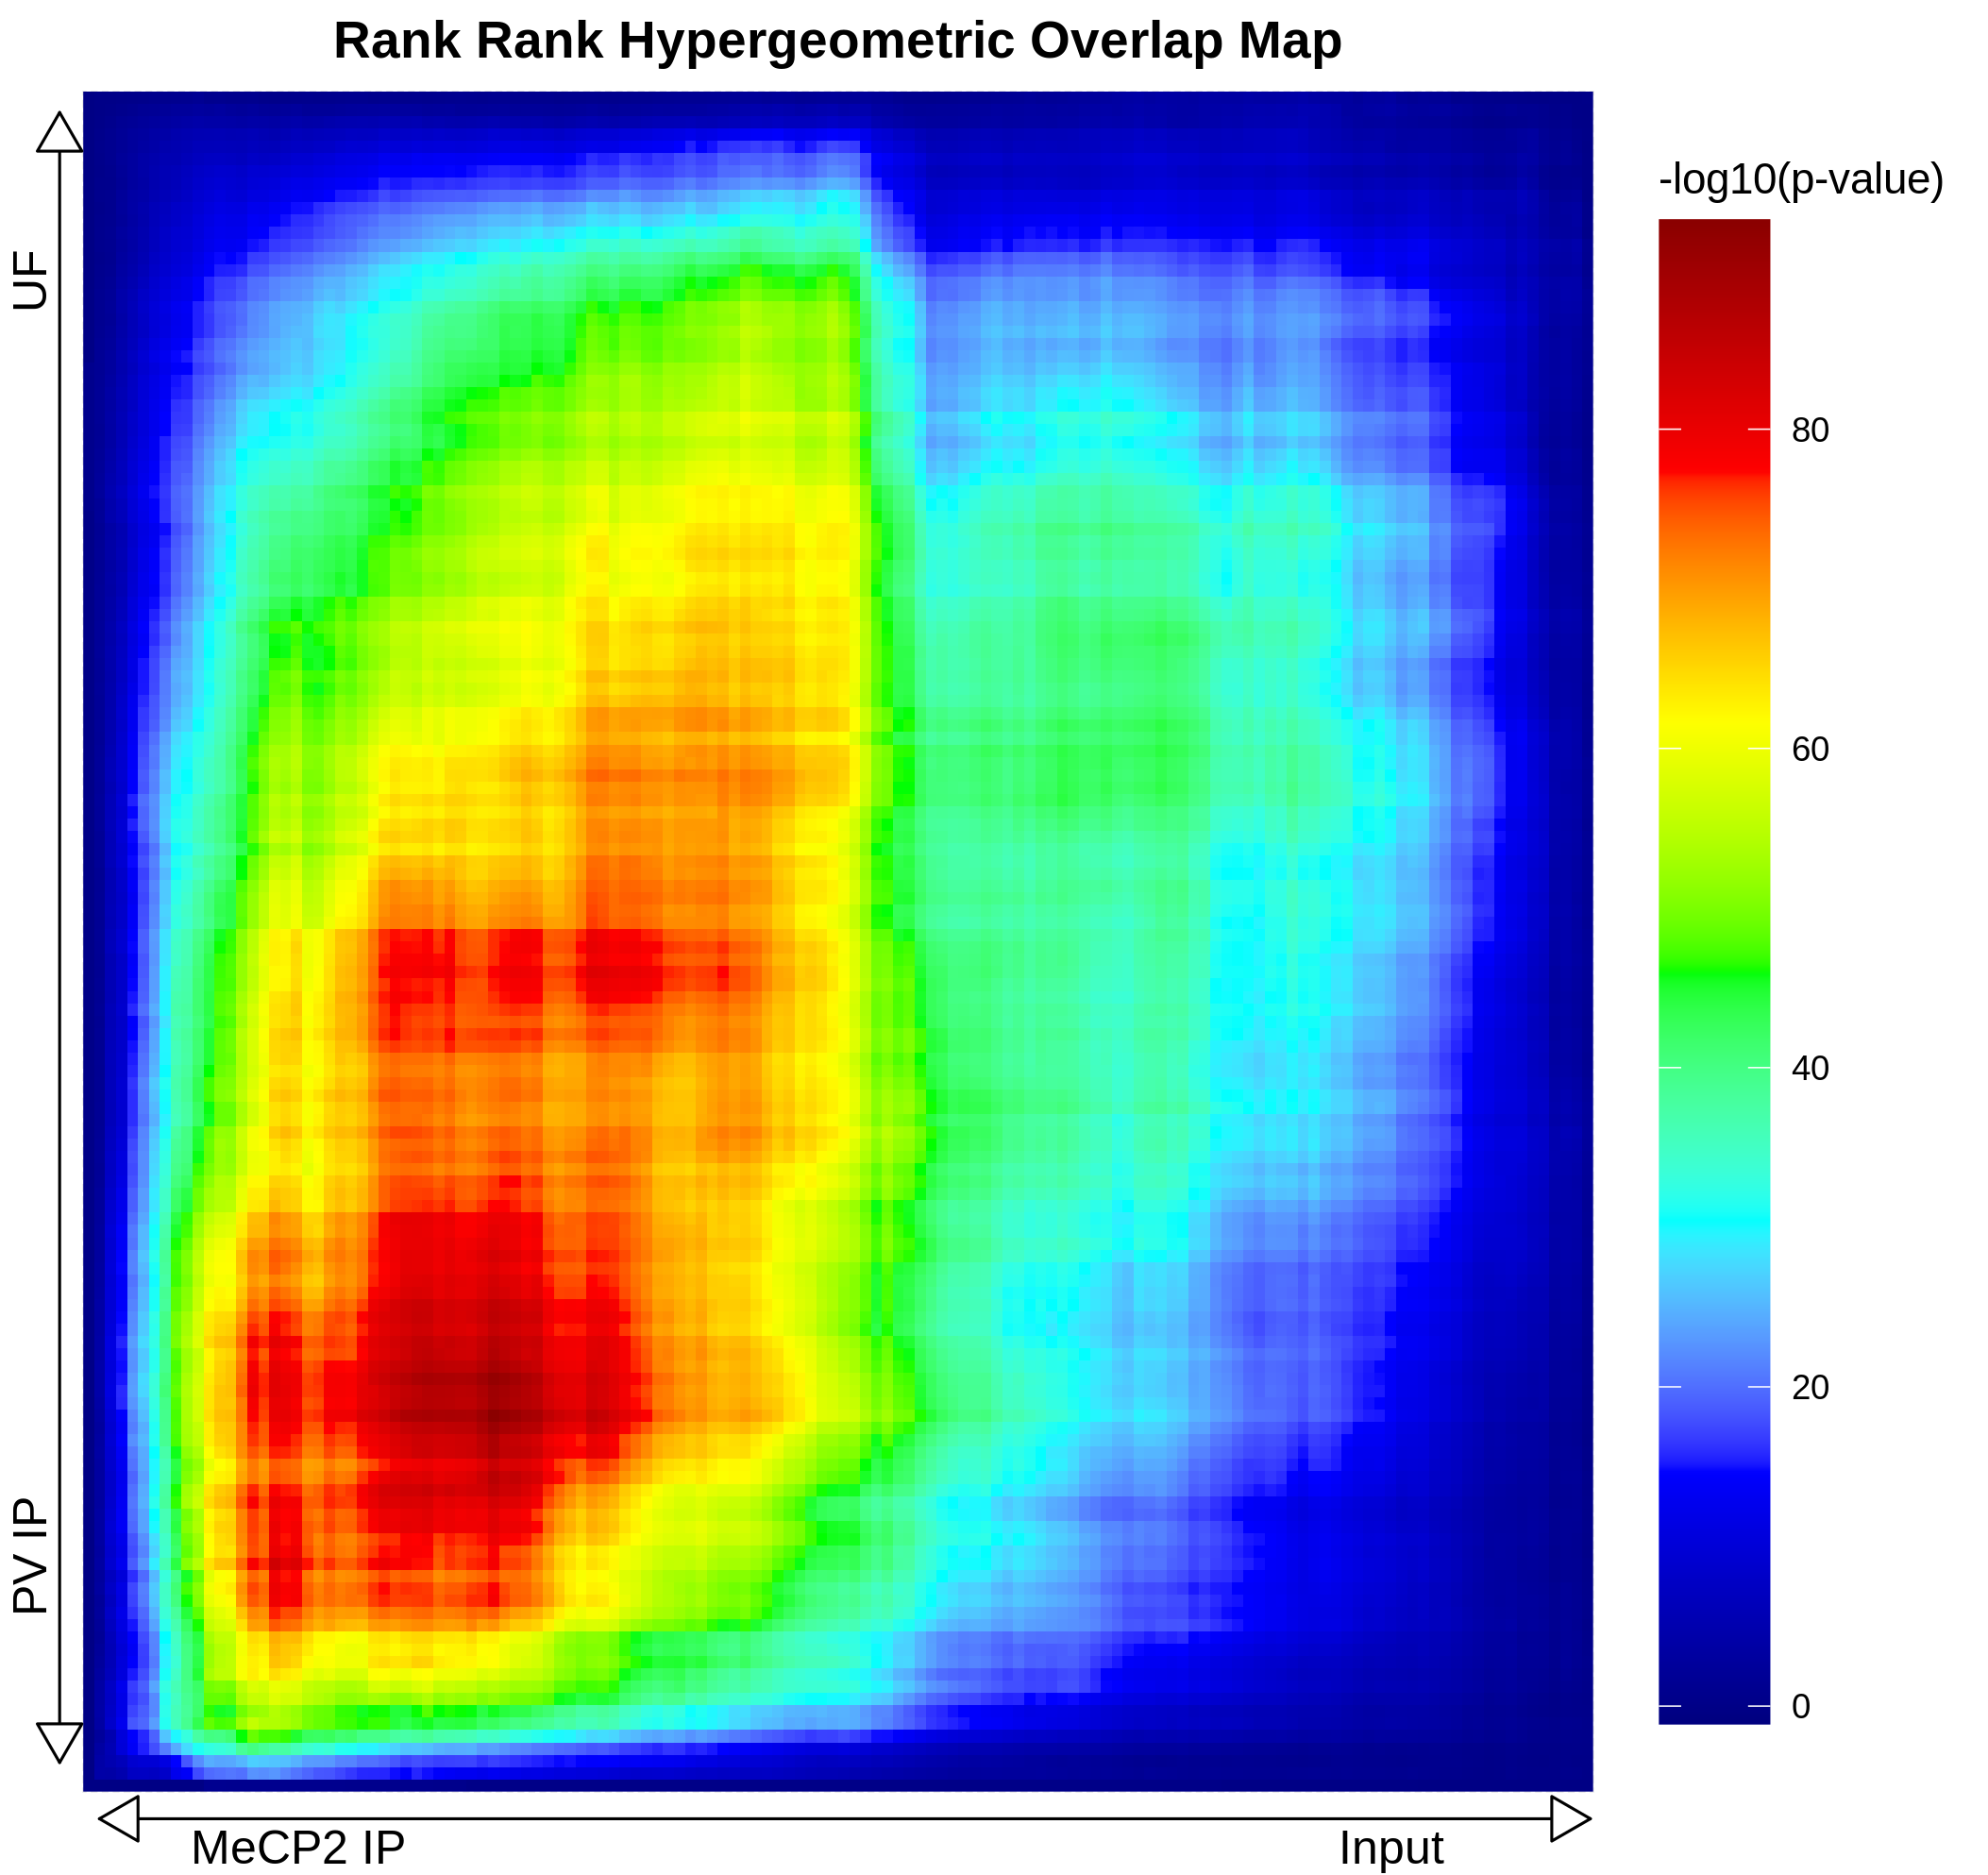 Rank Rank Hypergeometric Overlap Map
-log10(p-value)
80
60
40
20
0
UF
PV IP
MeCP2 IP
Input